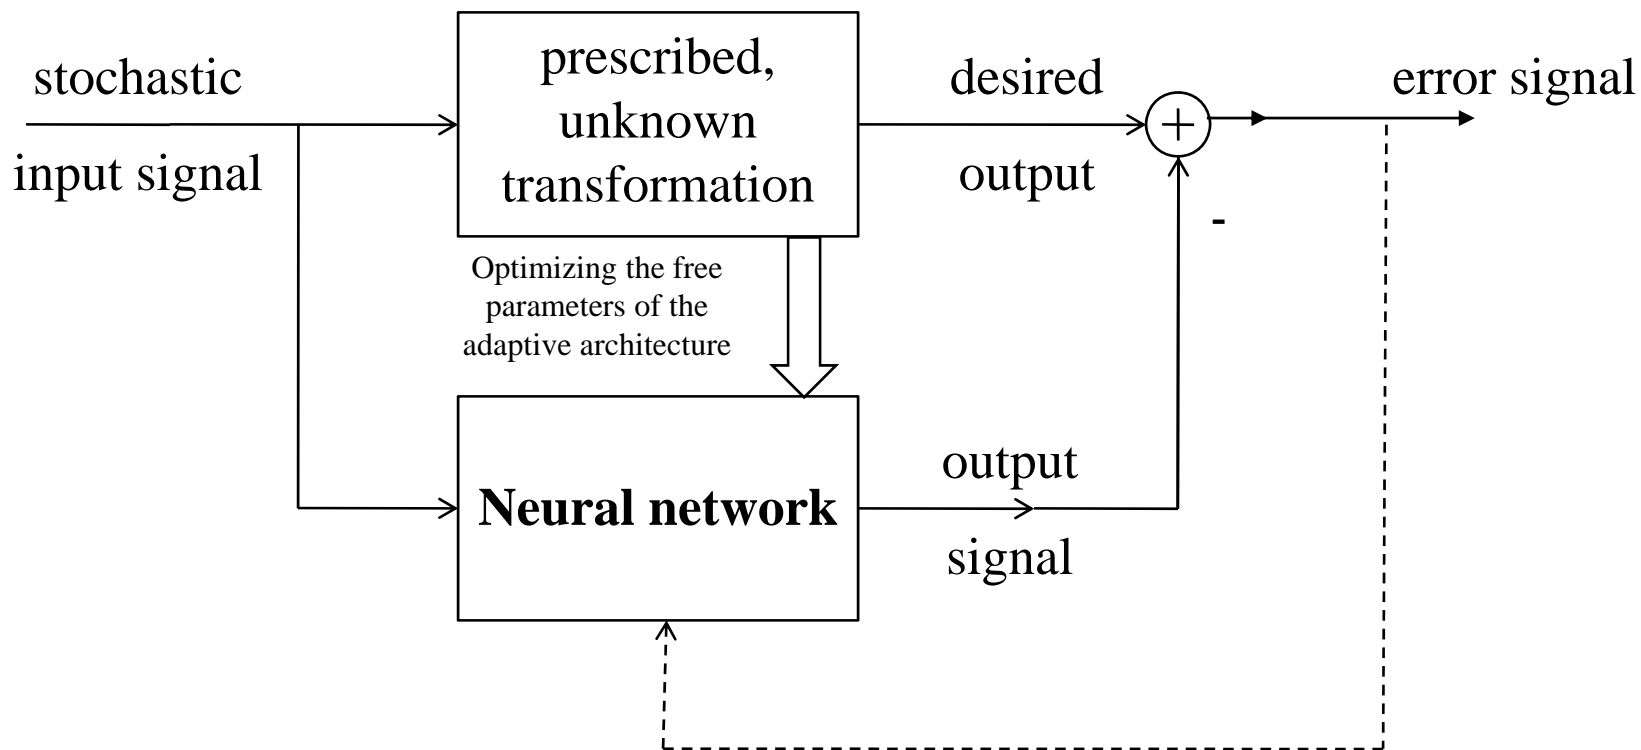 stochastic
input signal
prescribed,
unknown
transformation
desired
output
+
-
error signal
Optimizing the free
parameters of the
adaptive architecture
Neural network
output
signal